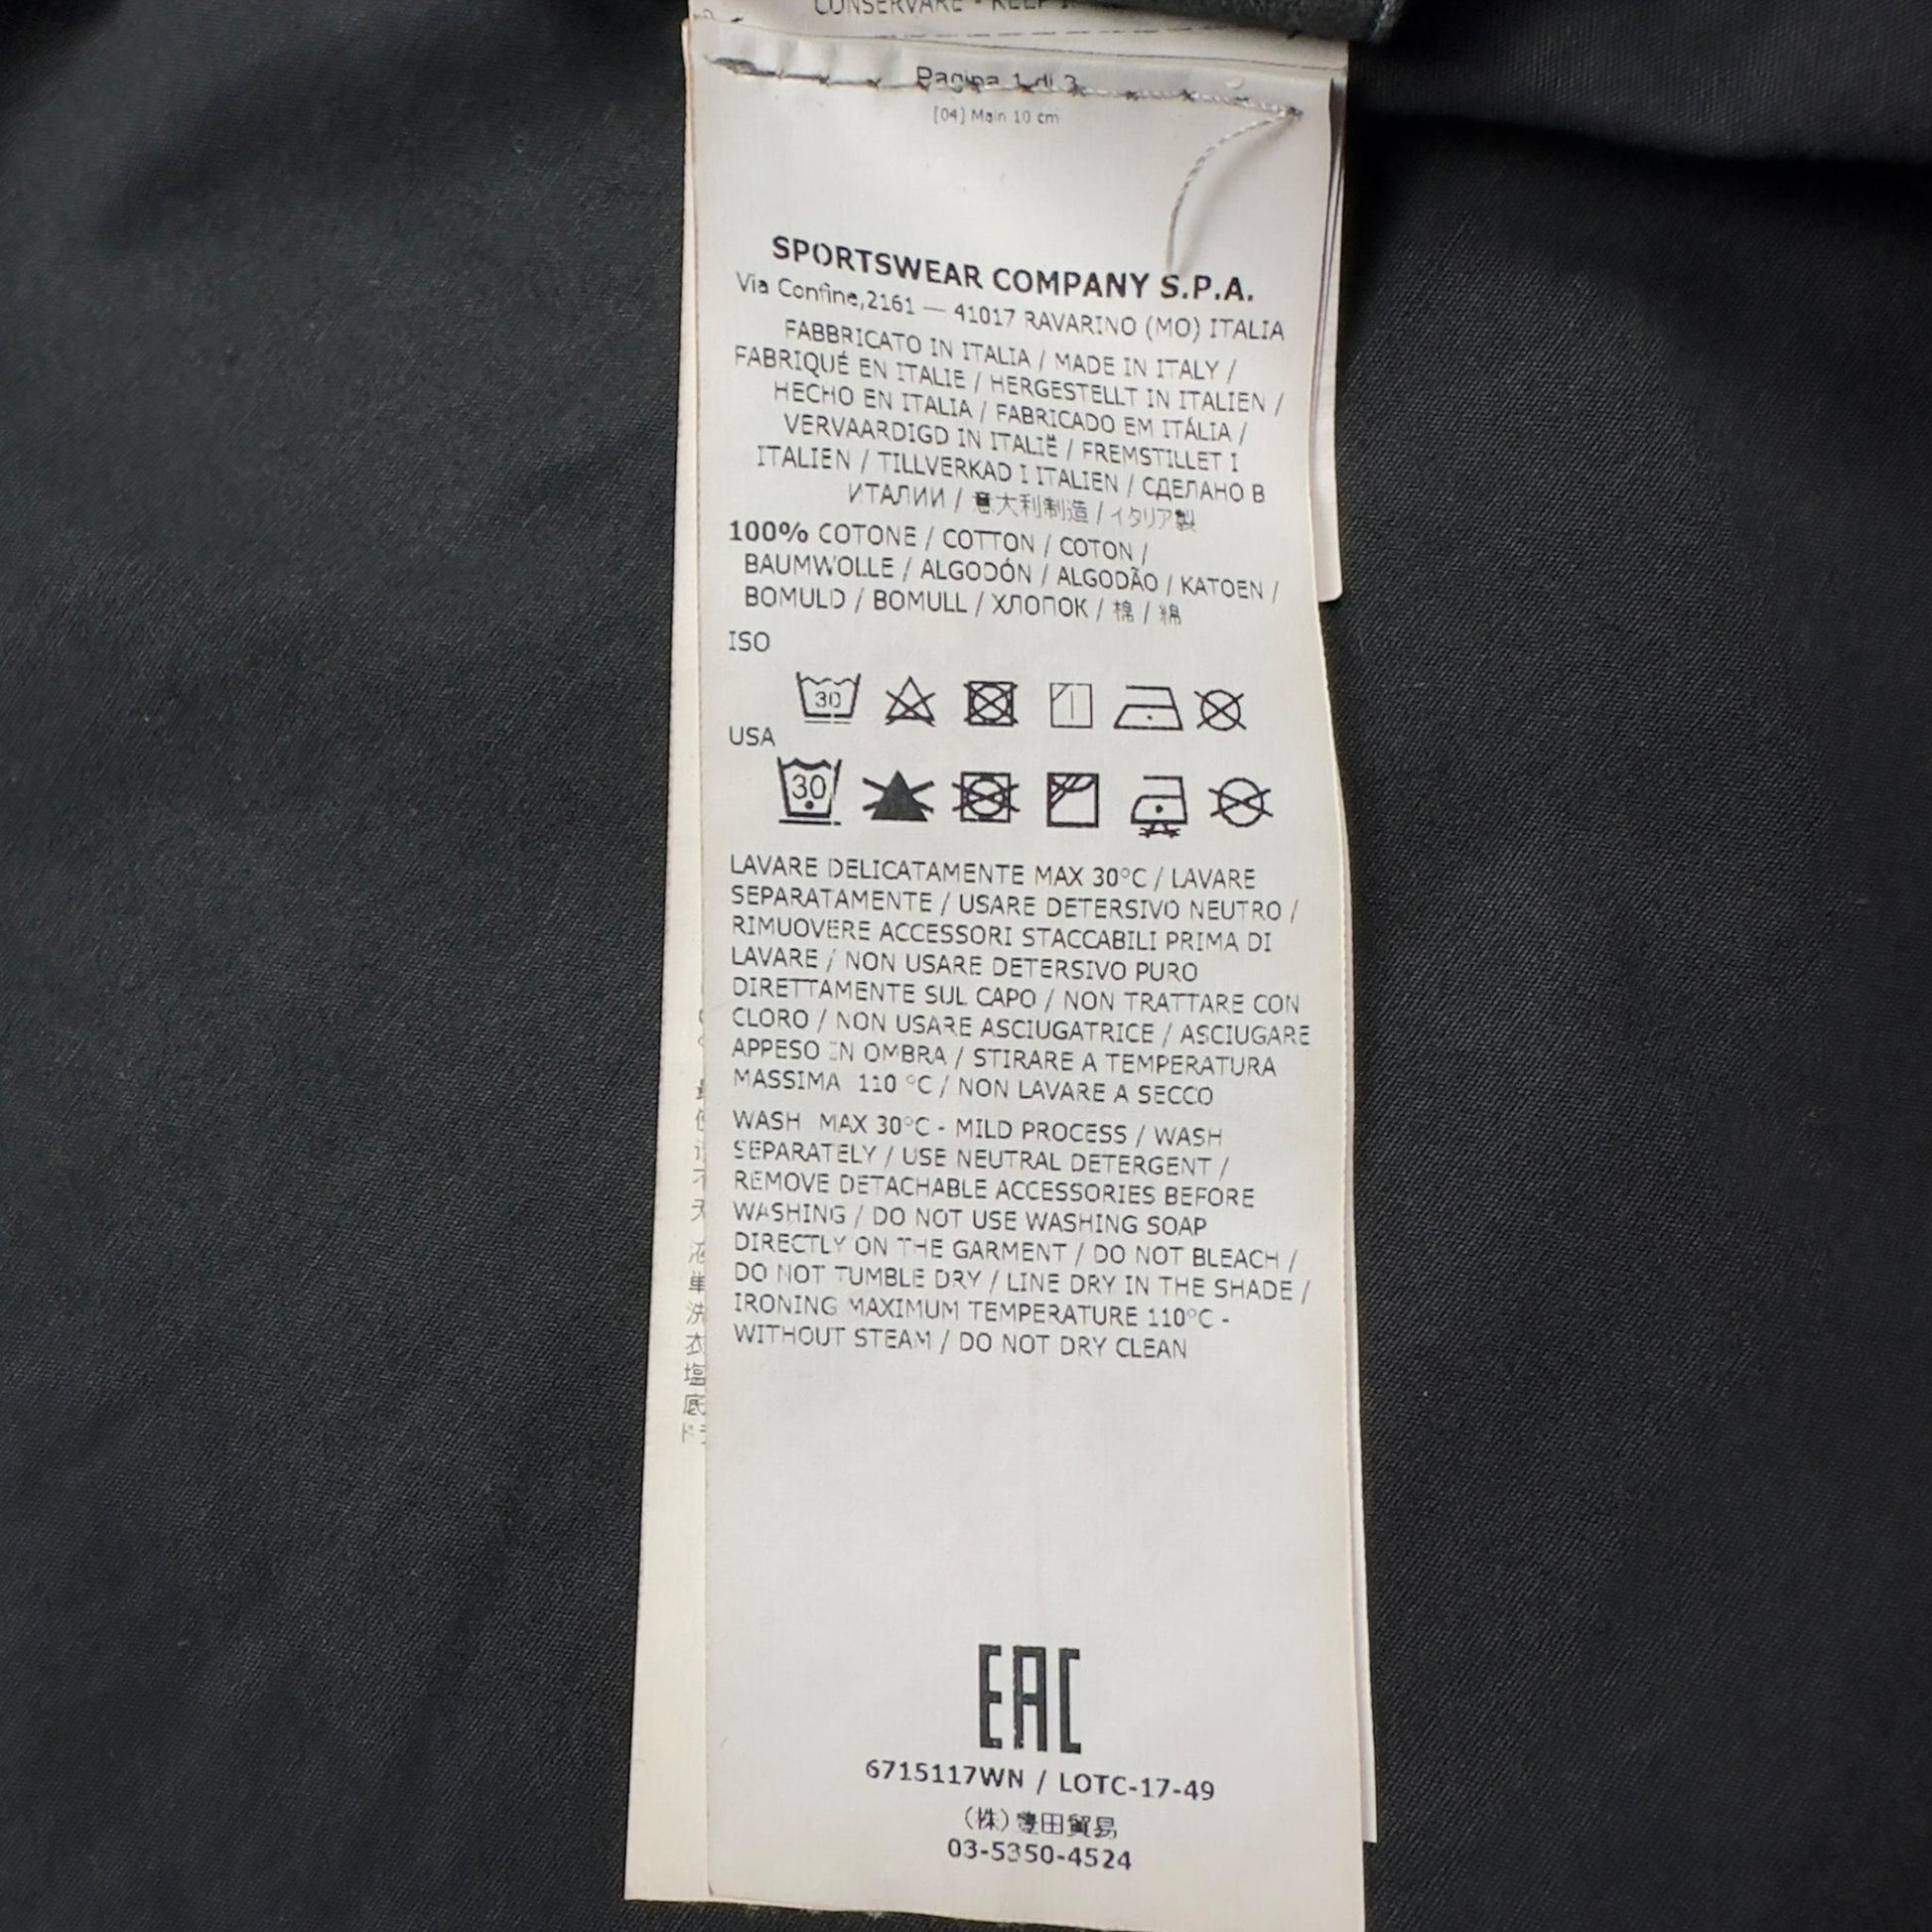 CONSERVARE - KEEP
Pagina 1 di 3
[04] Main 10 cm
SPORTSWEAR COMPANY S.P.A.
Via Confine,2161 — 41017 RAVARINO (MO) ITALIA
FABBRICATO IN ITALIA / MADE IN ITALY /
FABRIQUÉ EN ITALIE / HERGESTELLT IN ITALIEN /
HECHO EN ITALIA / FABRICADO EM ITÁLIA /
VERVAARDIGD IN ITALIË / FREMSTILLET I
ITALIEN / TILLVERKAD I ITALIEN / СДЕЛАНО В
ИТАЛИИ / 意大利制造 / イタリア製
100% COTONE / COTTON / COTON /
BAUMWOLLE / ALGODÓN / ALGODÃO / KATOEN /
BOMULD / BOMULL / ХЛОПОК / 棉 / 綿
ISO
30
USA
30
LAVARE DELICATAMENTE MAX 30°C / LAVARE
SEPARATAMENTE / USARE DETERSIVO NEUTRO /
RIMUOVERE ACCESSORI STACCABILI PRIMA DI
LAVARE / NON USARE DETERSIVO PURO
DIRETTAMENTE SUL CAPO / NON TRATTARE CON
CLORO / NON USARE ASCIUGATRICE / ASCIUGARE
APPESO IN OMBRA / STIRARE A TEMPERATURA
MASSIMA 110 °C / NON LAVARE A SECCO
WASH MAX 30°C - MILD PROCESS / WASH
SEPARATELY / USE NEUTRAL DETERGENT /
REMOVE DETACHABLE ACCESSORIES BEFORE
WASHING / DO NOT USE WASHING SOAP
DIRECTLY ON THE GARMENT / DO NOT BLEACH /
DO NOT TUMBLE DRY / LINE DRY IN THE SHADE /
IRONING MAXIMUM TEMPERATURE 110°C -
WITHOUT STEAM / DO NOT DRY CLEAN
EAC
6715117WN / LOTC-17-49
(株)豊田貿易
03-5350-4524